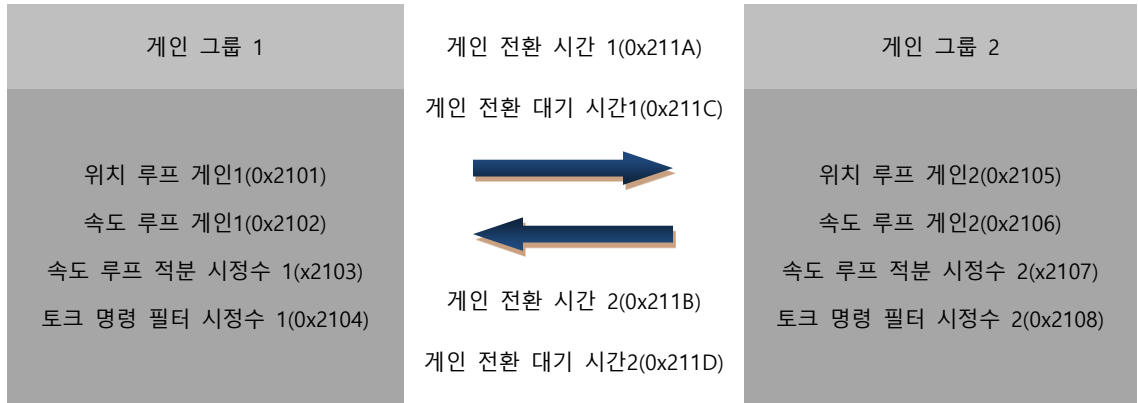 게인 그룹 1
위치 루프 게인1(0x2101)
속도 루프 게인1(0x2102)
속도 루프 적분 시정수 1(x2103)
토크 명령 필터 시정수 1(0x2104)
게인 전환 시간 1(0x211A)
게인 전환 대기 시간1(0x211C)
게인 전환 시간 2(0x211B)
게인 전환 대기 시간2(0x211D)
게인 그룹 2
위치 루프 게인2(0x2105)
속도 루프 게인2(0x2106)
속도 루프 적분 시정수 2(x2107)
토크 명령 필터 시정수 2(0x2108)